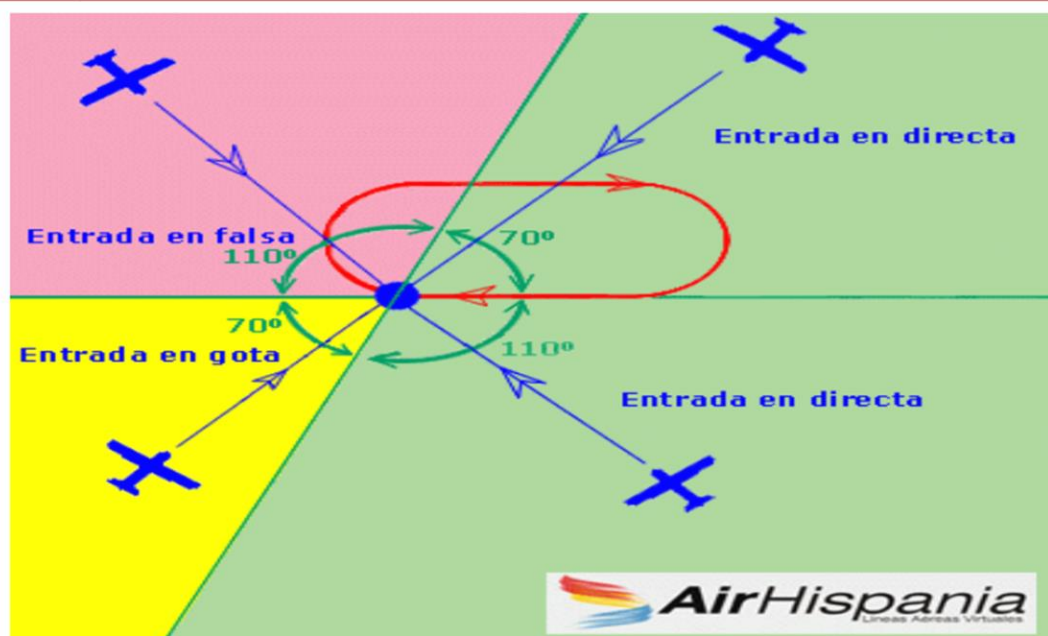 Entrada en directa
Entrada en falsa
70º
110º
70º
Entrada en gota
110º
Entrada en directa
AirHispania
Líneas Aéreas Virtuales